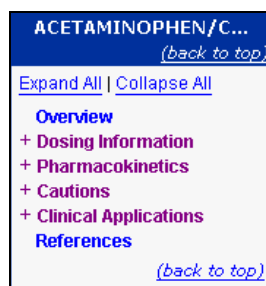 ACETAMINOPHEN/C...
(back to top)
Expand All | Collapse All
Overview
+ Dosing Information
+ Pharmacokinetics
+ Cautions
+ Clinical Applications
References
(back to top)